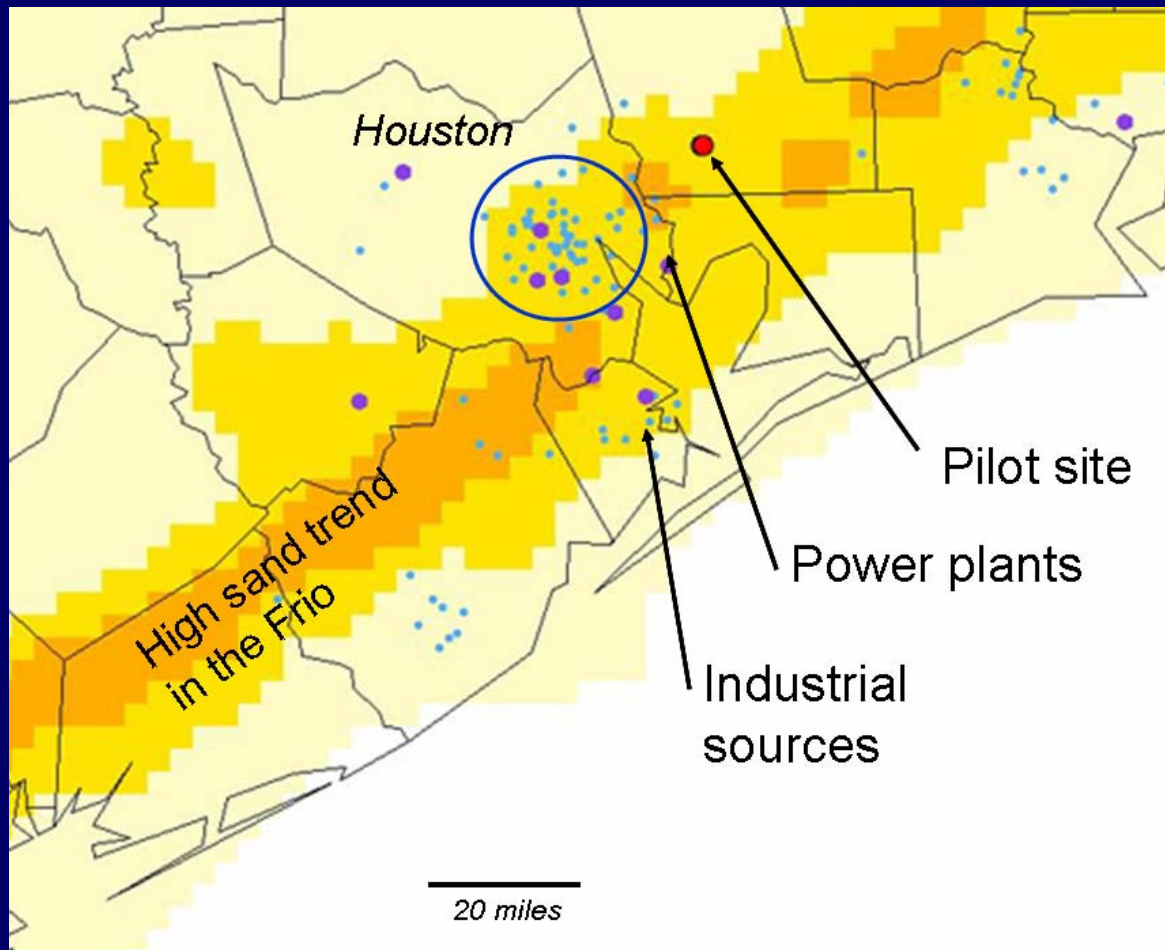 Houston
Pilot site
Power plants
High sand trend
in the Frio
Industrial
sources
20 miles